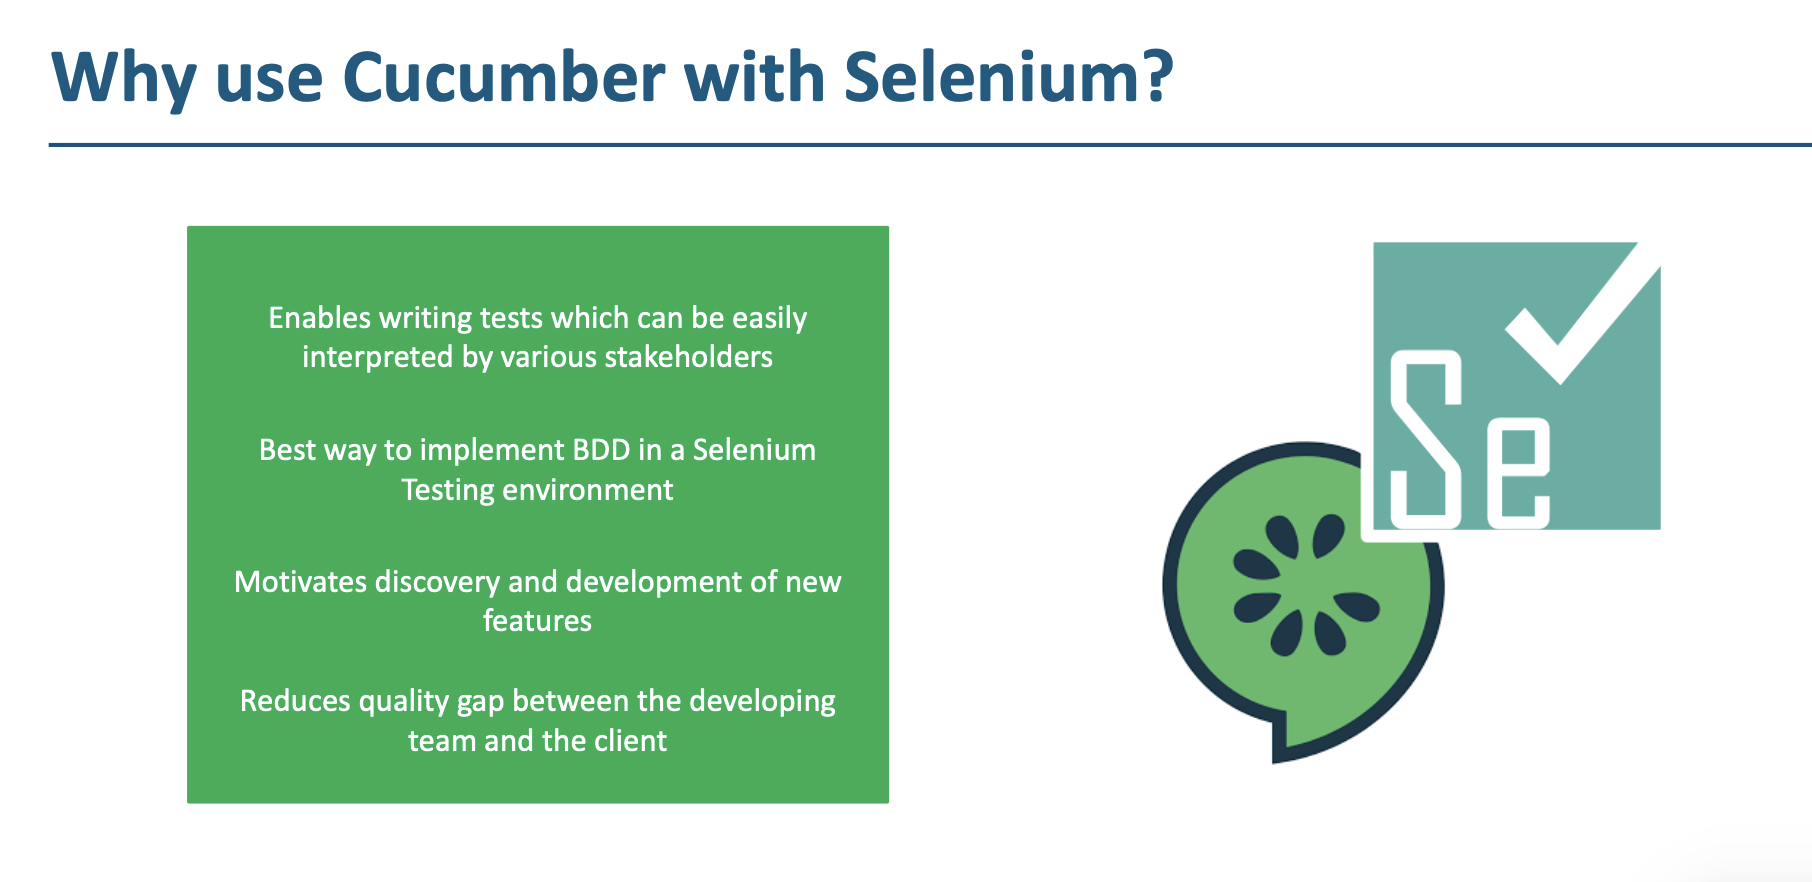 Why use Cucumber with Selenium?
Enables writing tests which can be easily
interpreted by various stakeholders
Best way to implement BDD in a Selenium
Testing environment
Motivates discovery and development of new
features
Reduces quality gap between the developing
team and the client
Se